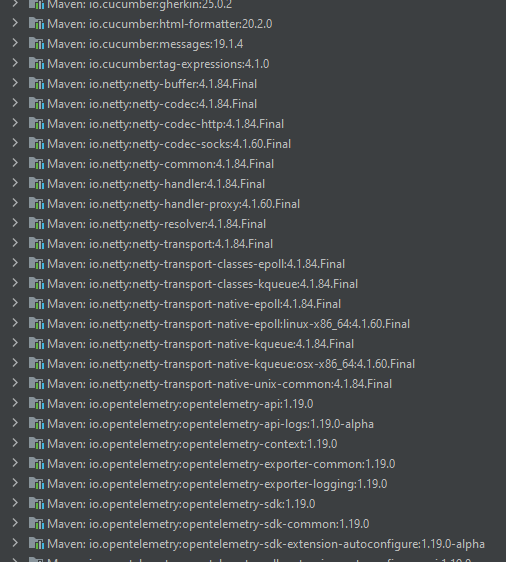 Maven: io.cucumber:gherkin:25.0.2
Maven: io.cucumber:html-formatter:20.2.0
Maven: io.cucumber:messages:19.1.4
Maven: io.cucumber:tag-expressions:4.1.0
Maven: io.netty:netty-buffer:4.1.84.Final
Maven: io.netty:netty-codec:4.1.84.Final
Maven: io.netty:netty-codec-http:4.1.84.Final
Maven: io.netty:netty-codec-socks:4.1.60.Final
Maven: io.netty:netty-common:4.1.84.Final
Maven: io.netty:netty-handler:4.1.84.Final
Maven: io.netty:netty-handler-proxy:4.1.60.Final
Maven: io.netty:netty-resolver:4.1.84.Final
Maven: io.netty:netty-transport:4.1.84.Final
Maven: io.netty:netty-transport-classes-epoll:4.1.84.Final
Maven: io.netty:netty-transport-classes-kqueue:4.1.84.Final
Maven: io.netty:netty-transport-native-epoll:4.1.84.Final
Maven: io.netty:netty-transport-native-epoll:linux-x86_64:4.1.60.Final
Maven: io.netty:netty-transport-native-kqueue:4.1.84.Final
Maven: io.netty:netty-transport-native-kqueue:osx-x86_64:4.1.60.Final
Maven: io.netty:netty-transport-native-unix-common:4.1.84.Final
Maven: io.opentelemetry:opentelemetry-api:1.19.0
Maven: io.opentelemetry:opentelemetry-api-logs:1.19.0-alpha
Maven: io.opentelemetry:opentelemetry-context:1.19.0
Maven: io.opentelemetry:opentelemetry-exporter-common:1.19.0
Maven: io.opentelemetry:opentelemetry-exporter-logging:1.19.0
Maven: io.opentelemetry:opentelemetry-sdk:1.19.0
Maven: io.opentelemetry:opentelemetry-sdk-common:1.19.0
Maven: io.opentelemetry:opentelemetry-sdk-extension-autoconfigure:1.19.0-alpha